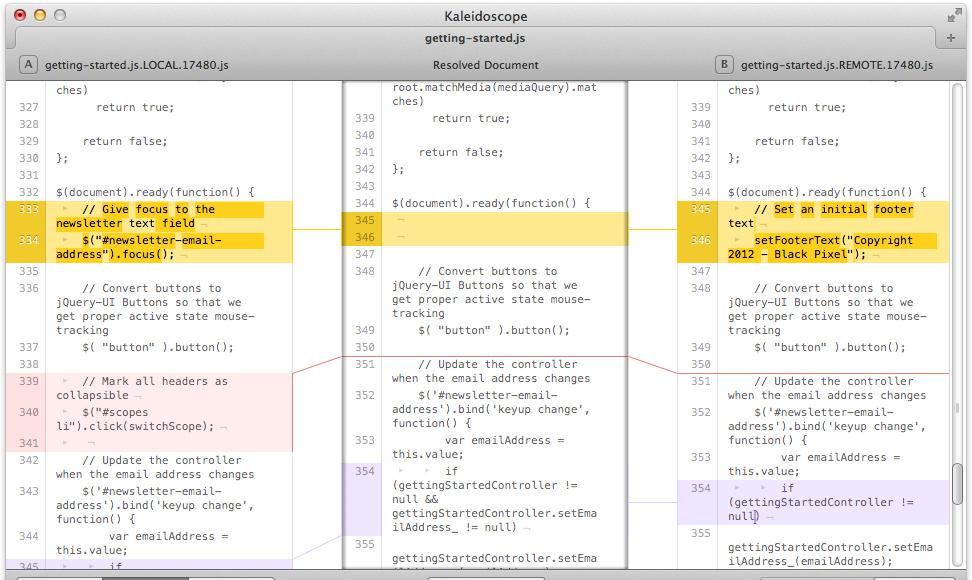 Kaleidoscope
getting-started.js
+
A getting-started.js.LOCAL.17480.js
Resolved Document
B getting-started.js.REMOTE.17480.js
ches)
327 return true;
328
329 return false;
330 };
331
332 $(document).ready(function() {
333 // Give focus to the
newsletter text field
334 $("#newsletter-email-
address").focus();
335
336 // Convert buttons to
jQuery-UI Buttons so that we
get proper active state mouse-
tracking
337 $( "button" ).button();
338
339 // Mark all headers as
collapsible
340 $("#scopes
li").click(switchScope);
341
342 // Update the controller
when the email address changes
343 $('#newsletter-email-
address').bind('keyup change',
function() {
344 var emailAddress =
this.value;
345 if
root.matchMedia(mediaQuery).mat
ches)
339 return true;
340
341 return false;
342 };
343
344 $(document).ready(function() {
345
346
347
348 // Convert buttons to
jQuery-UI Buttons so that we
get proper active state mouse-
tracking
349 $( "button" ).button();
350
351 // Update the controller
when the email address changes
352 $('#newsletter-email-
address').bind('keyup change',
function() {
353 var emailAddress =
this.value;
354 if
(gettingStartedController !=
null &&
gettingStartedController.setEma
ilAddress_ != null)
355
gettingStartedController.setEma
ches)
339 return true;
340
341 return false;
342 };
343
344 $(document).ready(function() {
345 // Set an initial footer
text
346 setFooterText("Copyright
2012 - Black Pixel");
347
348 // Convert buttons to
jQuery-UI Buttons so that we
get proper active state mouse-
tracking
349 $( "button" ).button();
350
351 // Update the controller
when the email address changes
352 $('#newsletter-email-
address').bind('keyup change',
function() {
353 var emailAddress =
this.value;
354 if
(gettingStartedController !=
null)
355
gettingStartedController.setEma
ilAddress_(emailAddress);